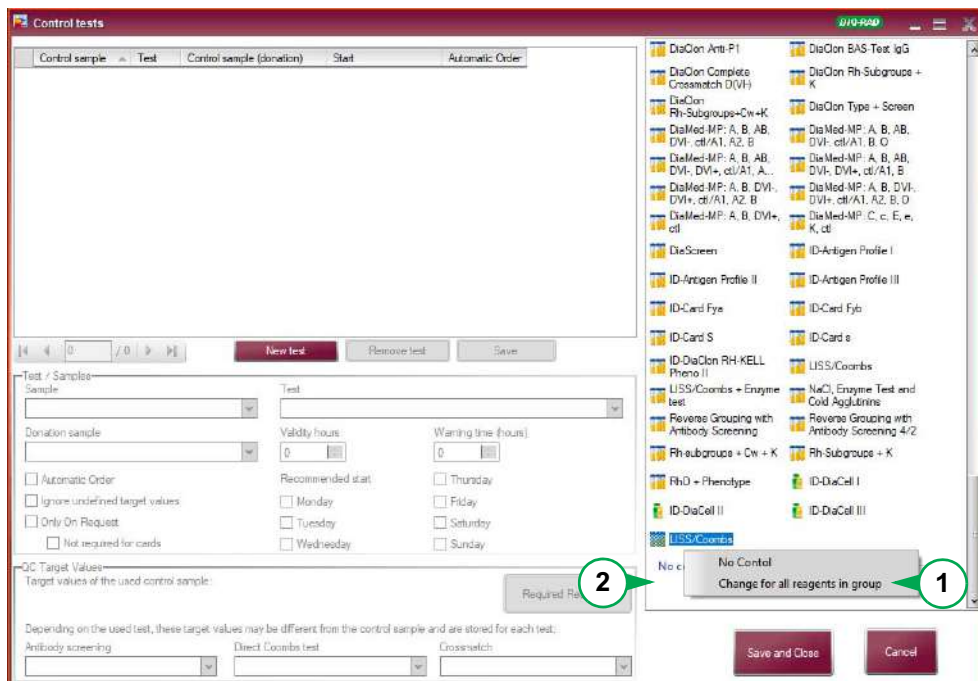 Control tests
BIO-RAD
Control sample Test Control sample (donation) Start Automatic Order
0 / 0
New test Remove test Save
Test / Samples
Sample Test
Donation sample Validity hours Warning time (hours)
0 0
Automatic Order Recommended start Thursday
Ignore undefined target values Monday Friday
Only On Request Tuesday Saturday
Not required for cards Wednesday Sunday
QC Target Values
Target values of the used control sample:
Required
Depending on the used test, these target values may be different from the control sample and are stored for each test:
Antibody screening Direct Coombs test Crossmatch
DiaClon Anti-P1 DiaClon BAS-Test IgG
DiaClon Complete DiaClon Rh-Subgroups +
Crossmatch D(VI-) K
DiaClon
Rh-Subgroups+Cw+K DiaClon Type + Screen
DiaMed-MP: A, B, AB, DiaMed-MP: A, B, AB,
DVI-, ctl/A1, A2, B DVI-, ctl/A1, B, O
DiaMed-MP: A, B, AB, DiaMed-MP: A, B, AB,
DVI-, DVI+, ctl/A1, A... DVI-, DVI+, ctl/A1, B
DiaMed-MP: A, B, DVI-, DiaMed-MP: A, B, DVI-,
DVI+, ctl/A1, A2, B DVI+, ctl/A1, A2, B, O
DiaMed-MP: A, B, DVI+, DiaMed-MP: C, c, E, e,
ctl K, ctl
DiaScreen ID-Antigen Profile I
ID-Antigen Profile II ID-Antigen Profile III
ID-Card Fya ID-Card Fyb
ID-Card S ID-Card s
ID-DiaClon RH-KELL LISS/Coombs
Pheno II
LISS/Coombs + Enzyme NaCl, Enzyme Test and
test Cold Agglutinins
Reverse Grouping with Reverse Grouping with
Antibody Screening Antibody Screening 4/2
Rh-subgroups + Cw + K Rh-Subgroups + K
RhD + Phenotype ID-DiaCell I
ID-DiaCell II ID-DiaCell III
LISS/Coombs
No
No Contol
Change for all reagents in group
2
1
Save and Close Cancel